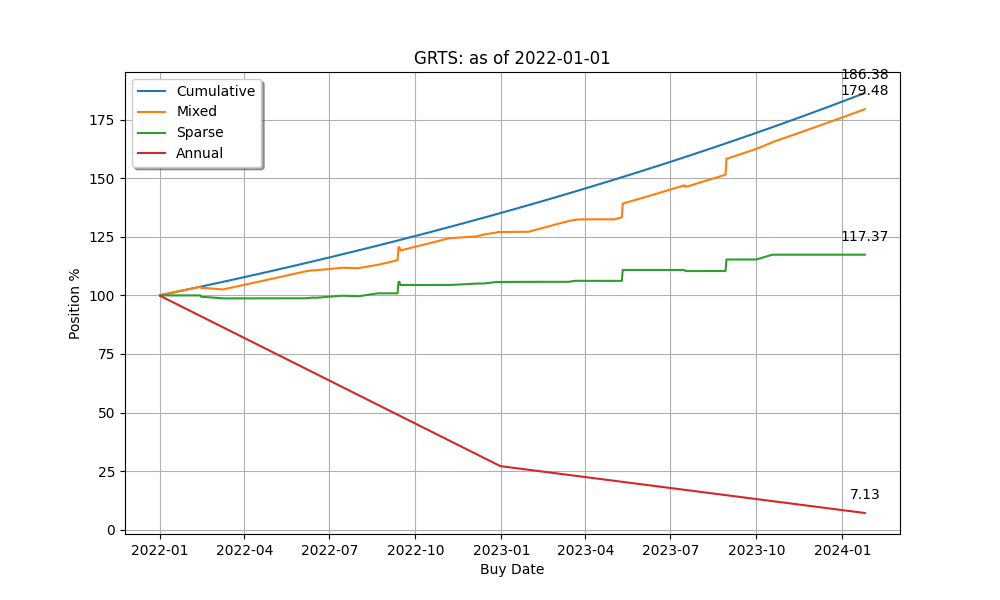 GRTS: as of 2022-01-01
Cumulative
Mixed
Sparse
Annual
186.38
179.48
117.37
7.13
Position %
175
150
125
100
75
50
25
0
2022-01 2022-04 2022-07 2022-10 2023-01 2023-04 2023-07 2023-10 2024-01
Buy Date